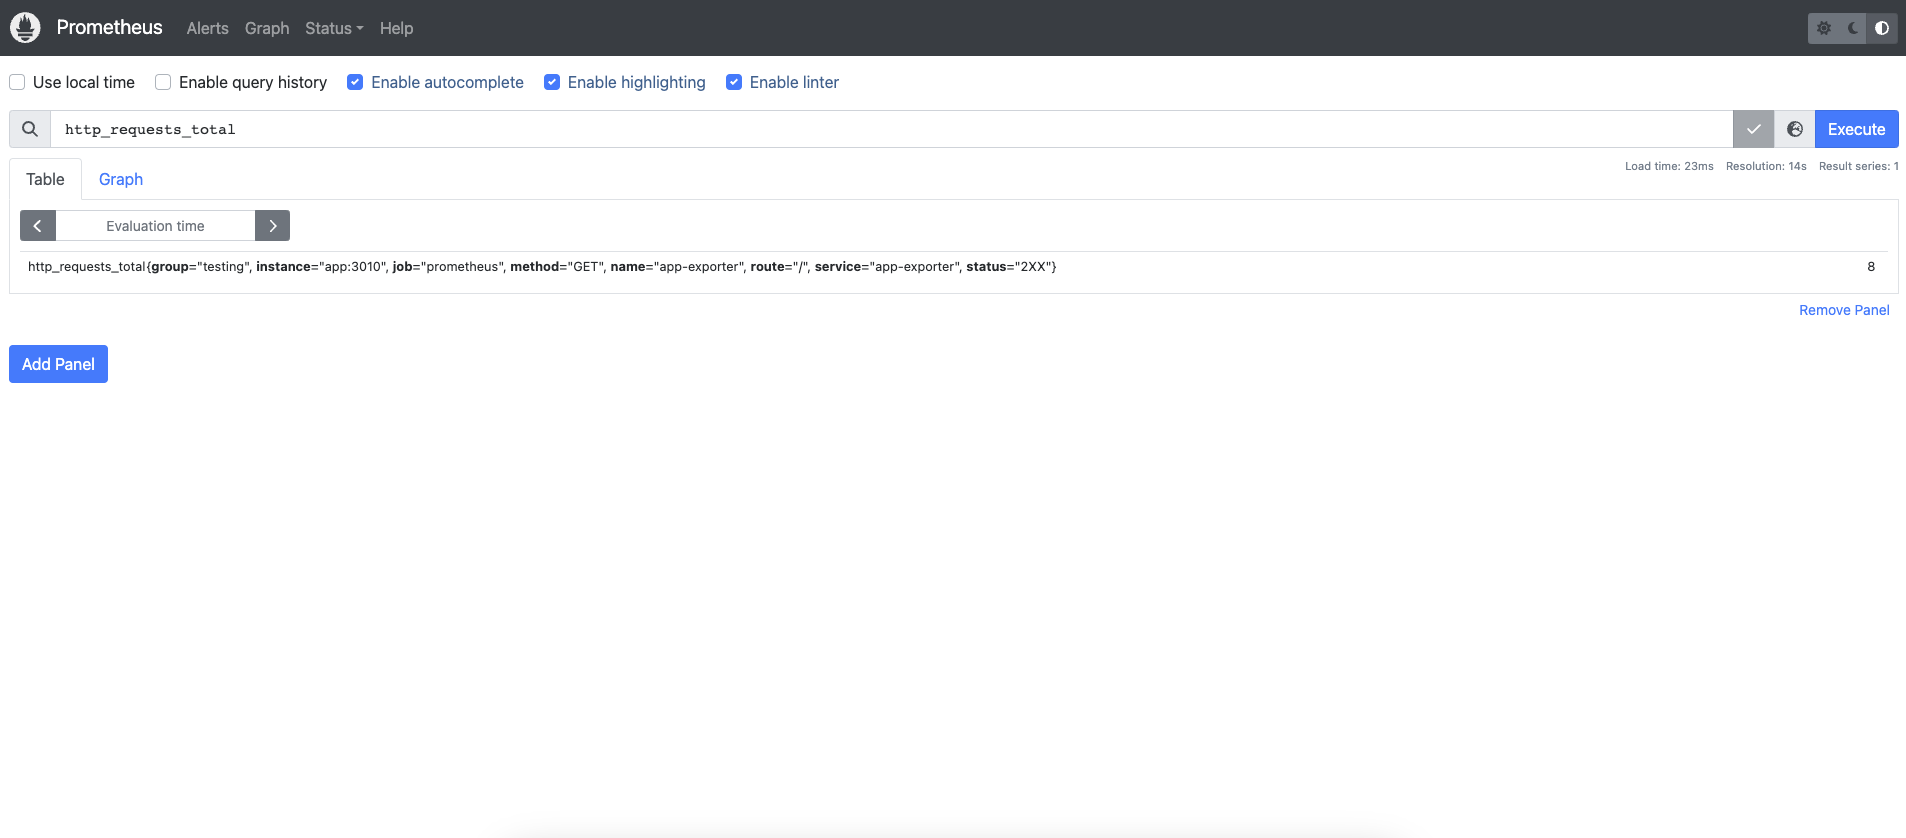 Prometheus Alerts Graph Status Help
Use local time Enable query history Enable autocomplete Enable highlighting Enable linter
http_requests_total Execute
Table Graph Load time: 23ms Resolution: 14s Result series: 1
Evaluation time
http_requests_total{group="testing", instance="app:3010", job="prometheus", method="GET", name="app-exporter", route="/", service="app-exporter", status="2XX"} 8
Remove Panel
Add Panel